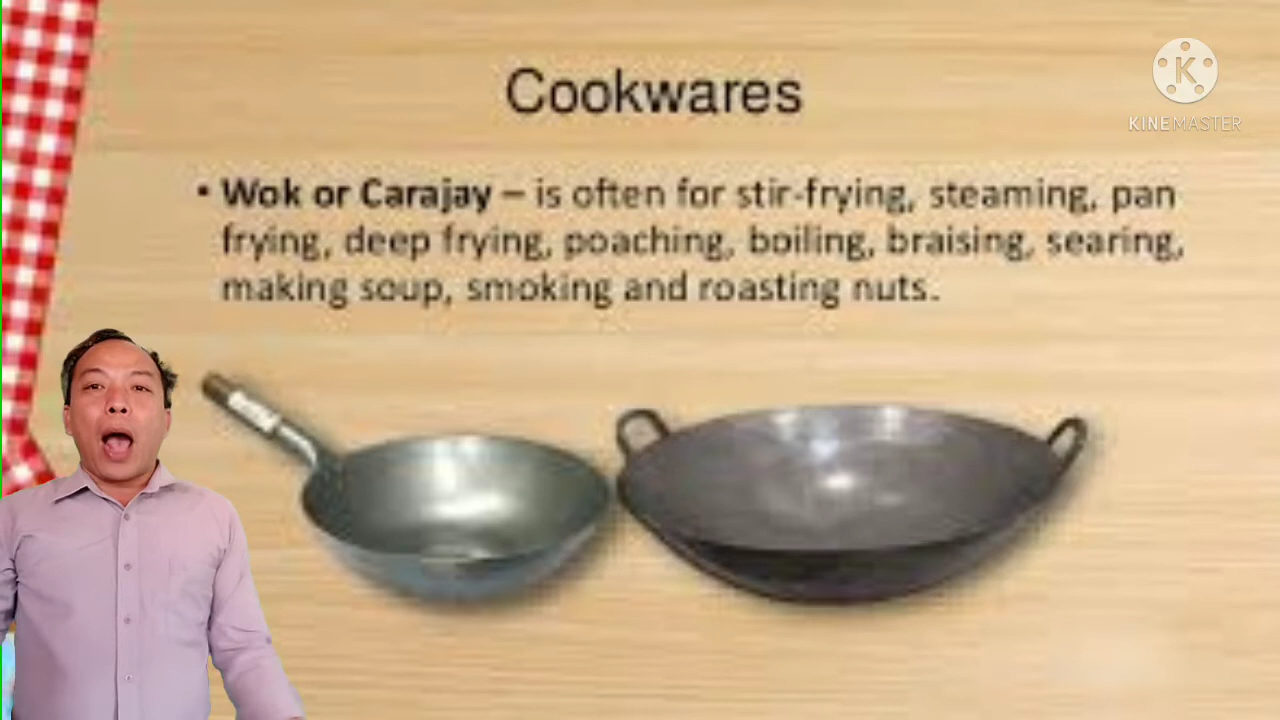 Cookwares
K
KINEMASTER
• Wok or Carajay – is often for stir-frying, steaming, pan
frying, deep frying, poaching, boiling, braising, searing,
making soup, smoking and roasting nuts.